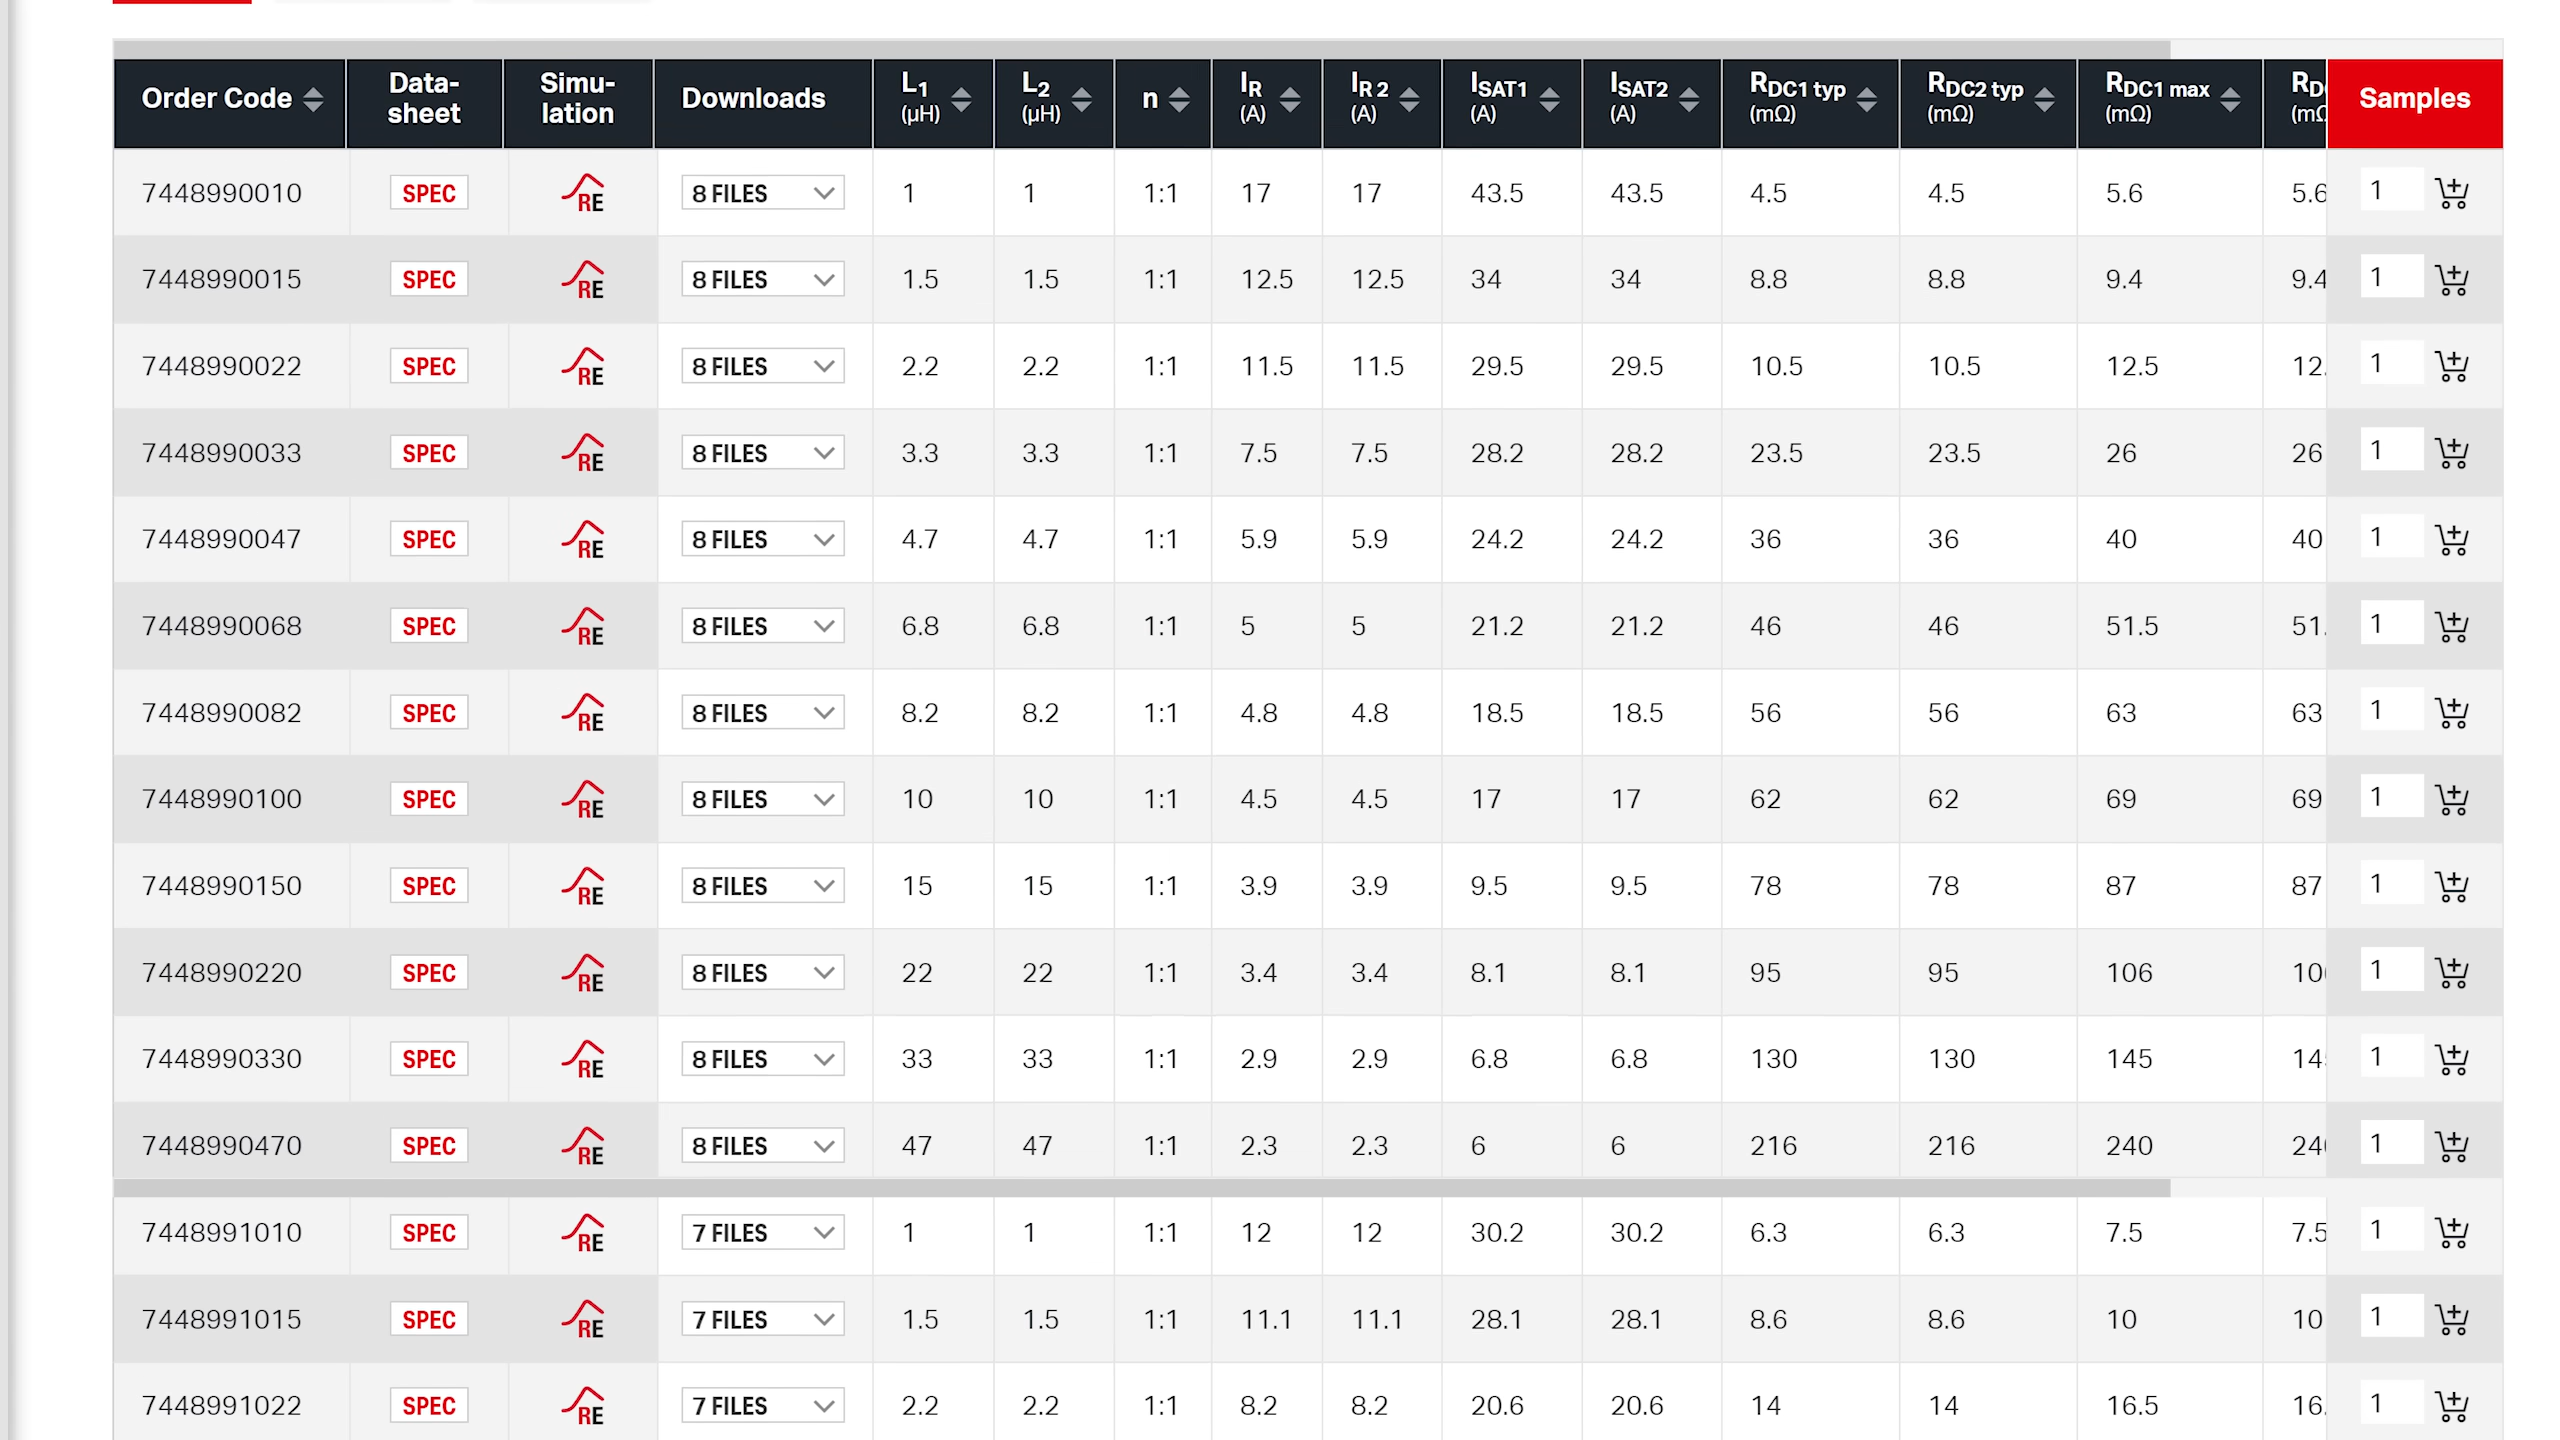 Order Code Data-sheet Simu-lation Downloads L1 (µH) L2 (µH) n IR (A) IR 2 (A) ISAT1 (A) ISAT2 (A) RDC1 typ (mΩ) RDC2 typ (mΩ) RDC1 max (mΩ) Samples
7448990010 SPEC RE 8 FILES 1 1 1:1 17 17 43.5 43.5 4.5 4.5 5.6 5.6 1
7448990015 SPEC RE 8 FILES 1.5 1.5 1:1 12.5 12.5 34 34 8.8 8.8 9.4 9.4 1
7448990022 SPEC RE 8 FILES 2.2 2.2 1:1 11.5 11.5 29.5 29.5 10.5 10.5 12.5 12. 1
7448990033 SPEC RE 8 FILES 3.3 3.3 1:1 7.5 7.5 28.2 28.2 23.5 23.5 26 26 1
7448990047 SPEC RE 8 FILES 4.7 4.7 1:1 5.9 5.9 24.2 24.2 36 36 40 40 1
7448990068 SPEC RE 8 FILES 6.8 6.8 1:1 5 5 21.2 21.2 46 46 51.5 51. 1
7448990082 SPEC RE 8 FILES 8.2 8.2 1:1 4.8 4.8 18.5 18.5 56 56 63 63 1
7448990100 SPEC RE 8 FILES 10 10 1:1 4.5 4.5 17 17 62 62 69 69 1
7448990150 SPEC RE 8 FILES 15 15 1:1 3.9 3.9 9.5 9.5 78 78 87 87 1
7448990220 SPEC RE 8 FILES 22 22 1:1 3.4 3.4 8.1 8.1 95 95 106 1
7448990330 SPEC RE 8 FILES 33 33 1:1 2.9 2.9 6.8 6.8 130 130 145 1
7448990470 SPEC RE 8 FILES 47 47 1:1 2.3 2.3 6 6 216 216 240 1
7448991010 SPEC RE 7 FILES 1 1 1:1 12 12 30.2 30.2 6.3 6.3 7.5 7.5 1
7448991015 SPEC RE 7 FILES 1.5 1.5 1:1 11.1 11.1 28.1 28.1 8.6 8.6 10 10 1
7448991022 SPEC RE 7 FILES 2.2 2.2 1:1 8.2 8.2 20.6 20.6 14 14 16.5 16. 1